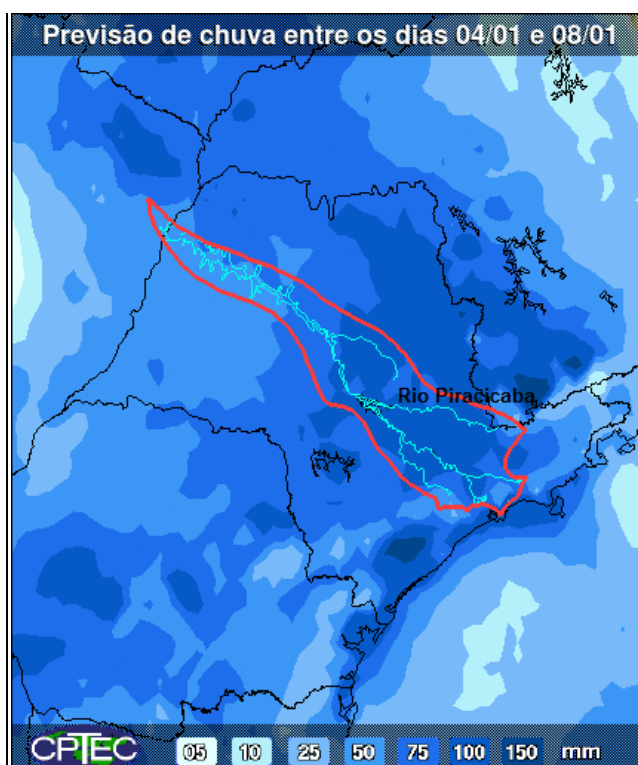 Previsão de chuva entre os dias 04/01 e 08/01
Rio Piracicaba
CPTEC 05 10 25 50 75 100 150 mm